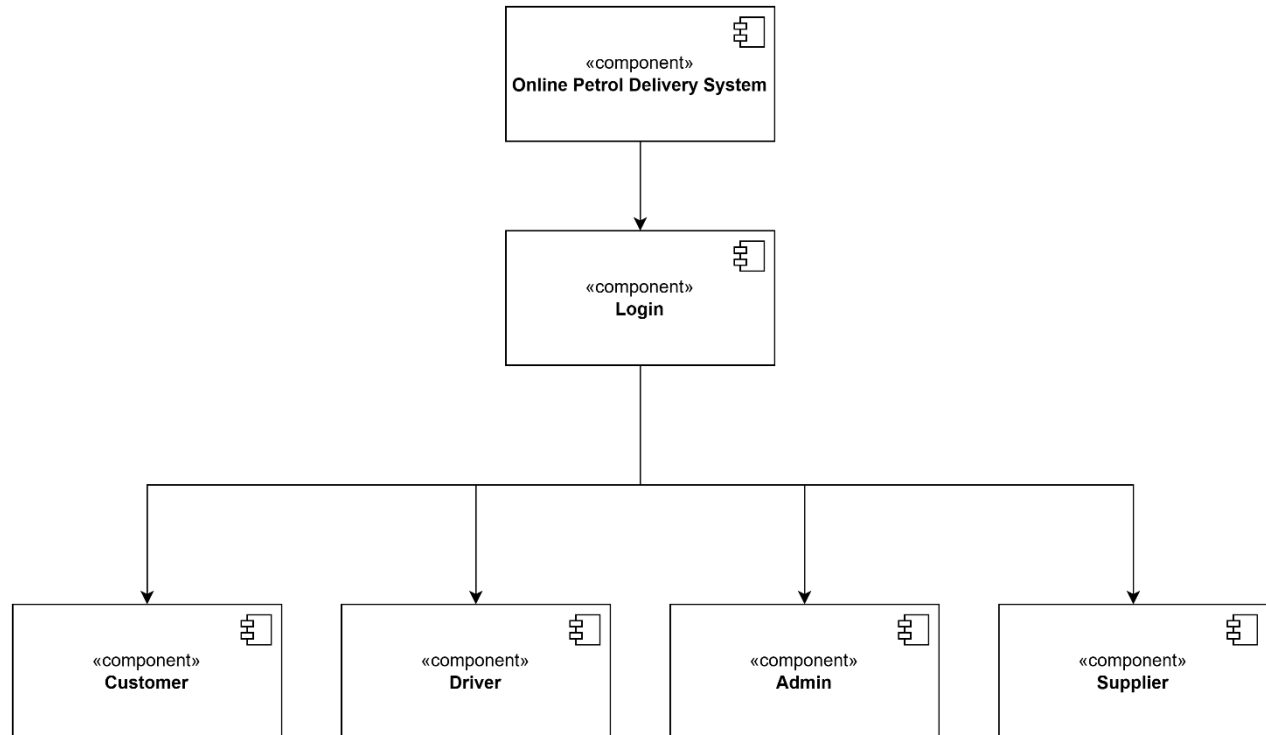 «component»
Online Petrol Delivery System
«component»
Login
«component»
Customer
«component»
Driver
«component»
Admin
«component»
Supplier